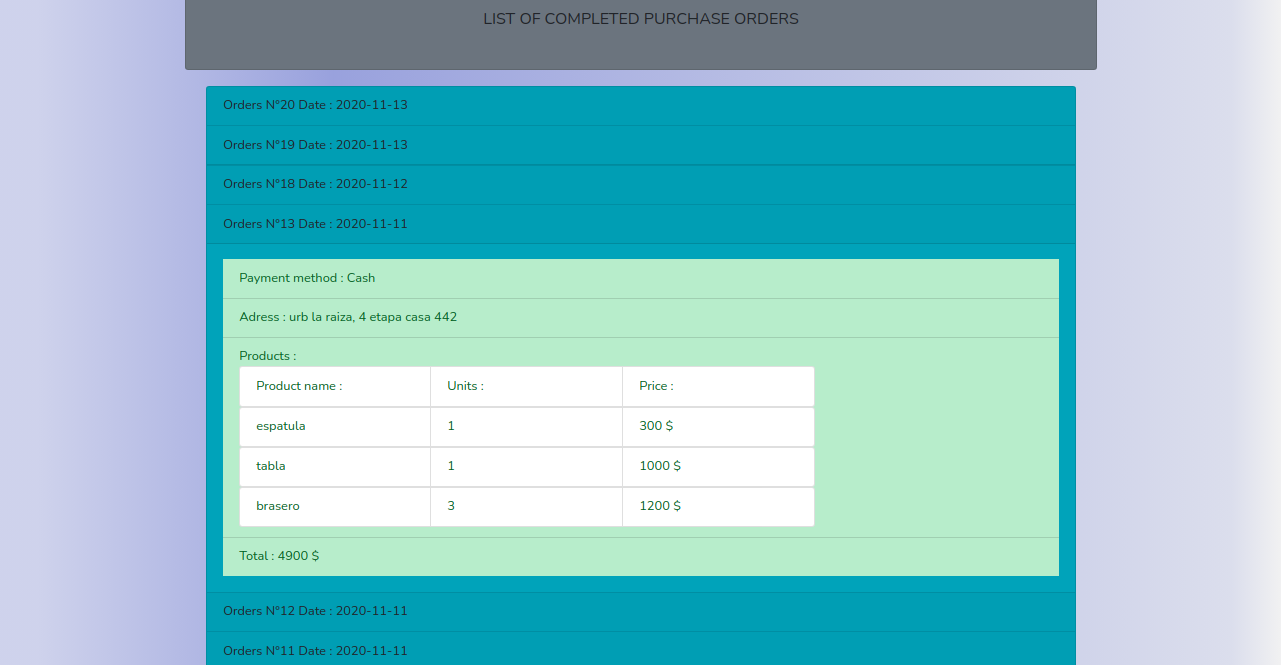 LIST OF COMPLETED PURCHASE ORDERS
Orders N°20 Date : 2020-11-13
Orders N°19 Date : 2020-11-13
Orders N°18 Date : 2020-11-12
Orders N°13 Date : 2020-11-11
Payment method : Cash
Adress : urb la raiza, 4 etapa casa 442
Products :
Product name : Units : Price :
espatula 1 300 $
tabla 1 1000 $
brasero 3 1200 $
Total : 4900 $
Orders N°12 Date : 2020-11-11
Orders N°11 Date : 2020-11-11